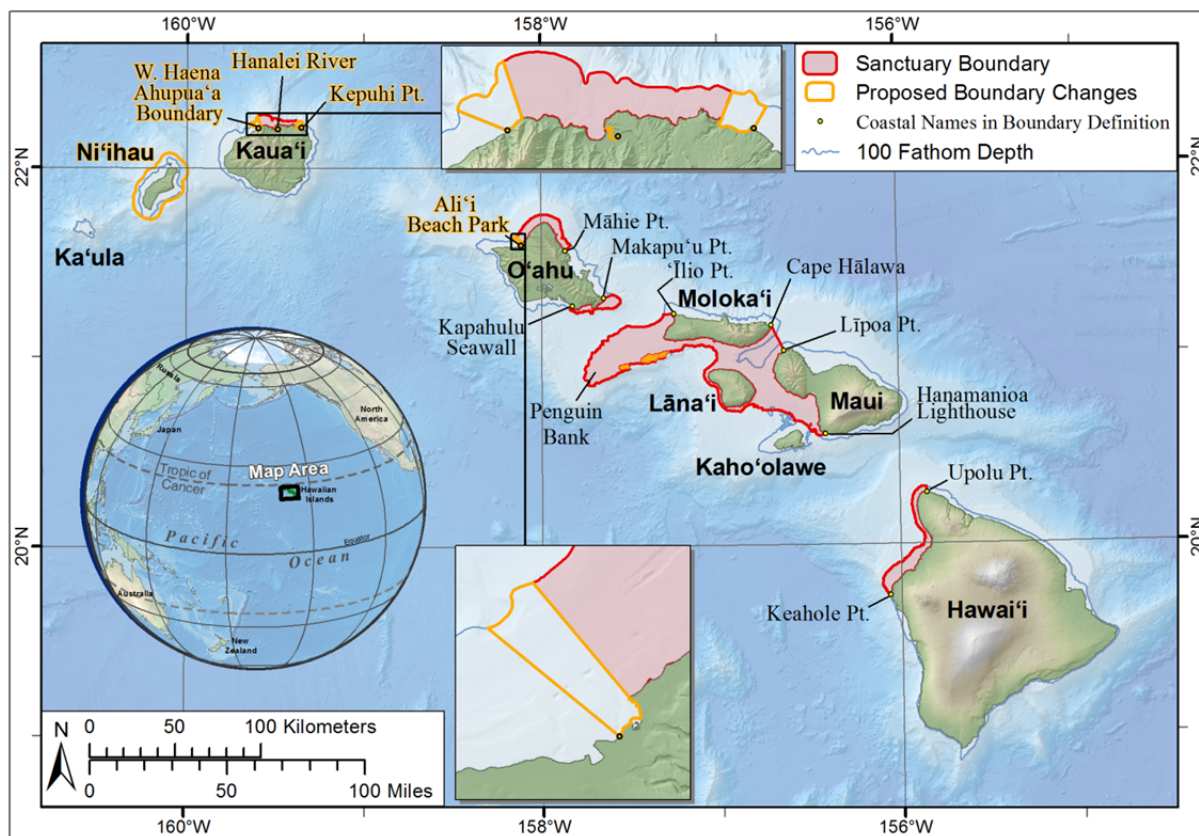 160°W
158°W
156°W
Hanalei River
W. Haena
Ahupua‘a
Boundary
Kepuhi Pt.
Sanctuary Boundary
Proposed Boundary Changes
Coastal Names in Boundary Definition
100 Fathom Depth
Ni‘ihau
Kaua‘i
22°N
22°N
Ka‘ula
Ali‘i
Beach Park
Māhie Pt.
Makapu‘u Pt.
‘Īlio Pt.
O‘ahu
Cape Hālawa
Moloka‘i
Kapahulu
Seawall
Līpoa Pt.
Penguin
Bank
Lāna‘i
Maui
Hanamanioa
Lighthouse
Kaho‘olawe
Upolu Pt.
20°N
20°N
Keahole Pt.
Hawai‘i
Russia
North
America
Japan
Map Area
Tropic of
Cancer
Hawaiian
Islands
Pacific
Equator
Ocean
Australia
New
Zealand
N
0 50 100 Kilometers
0 50 100 Miles
160°W
158°W
156°W